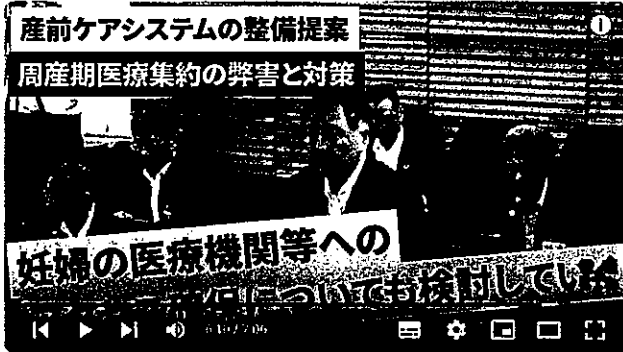 産前ケアシステムの整備提案
周産期医療集約の弊害と対策
妊婦の医療機関等への
についても検討してい